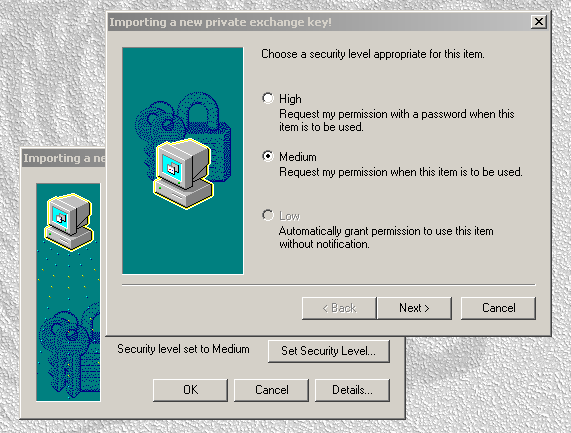 Importing a new private exchange key!
Choose a security level appropriate for this item.
High
Request my permission with a password when this
item is to be used.
Medium
Request my permission when this item is to be used.
Low
Automatically grant permission to use this item
without notification.
< Back
Next >
Cancel
Importing a ne
Security level set to Medium
Set Security Level...
OK
Cancel
Details...